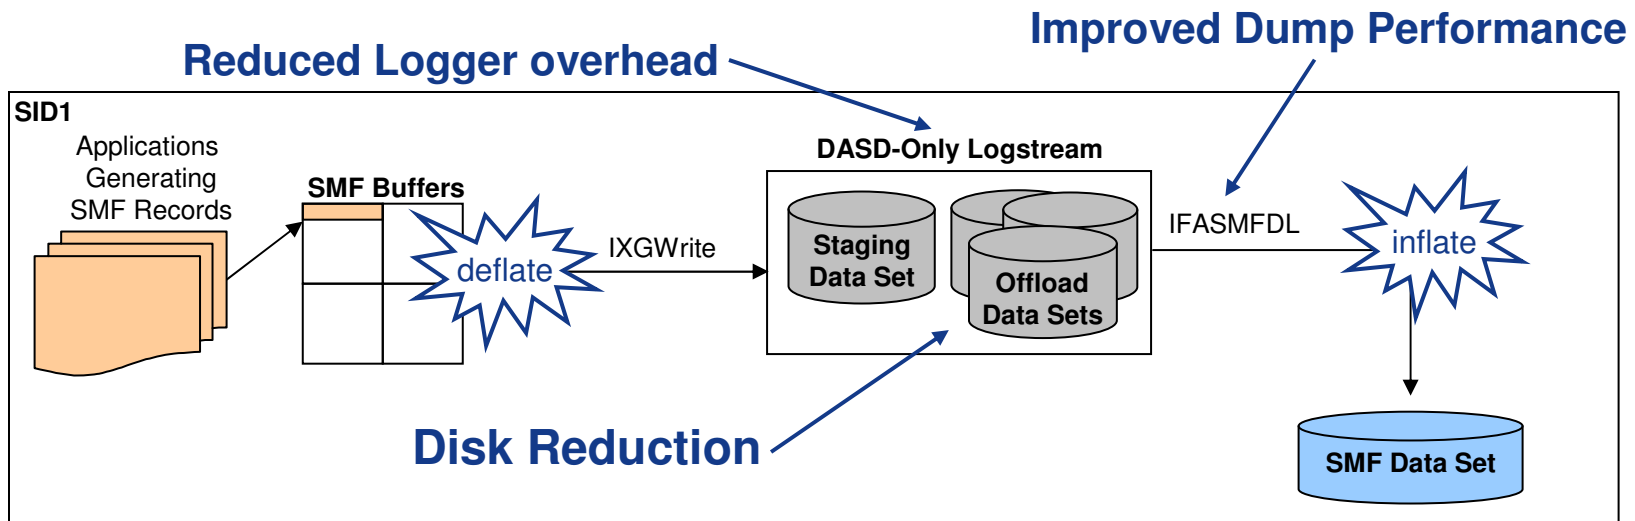 Improved Dump Performance
Reduced Logger overhead
SID1
Applications
Generating
SMF Records
SMF Buffers
deflate
IXGWrite
DASD-Only Logstream
Staging
Data Set
Offload
Data Sets
IFASMFDL
inflate
Disk Reduction
SMF Data Set